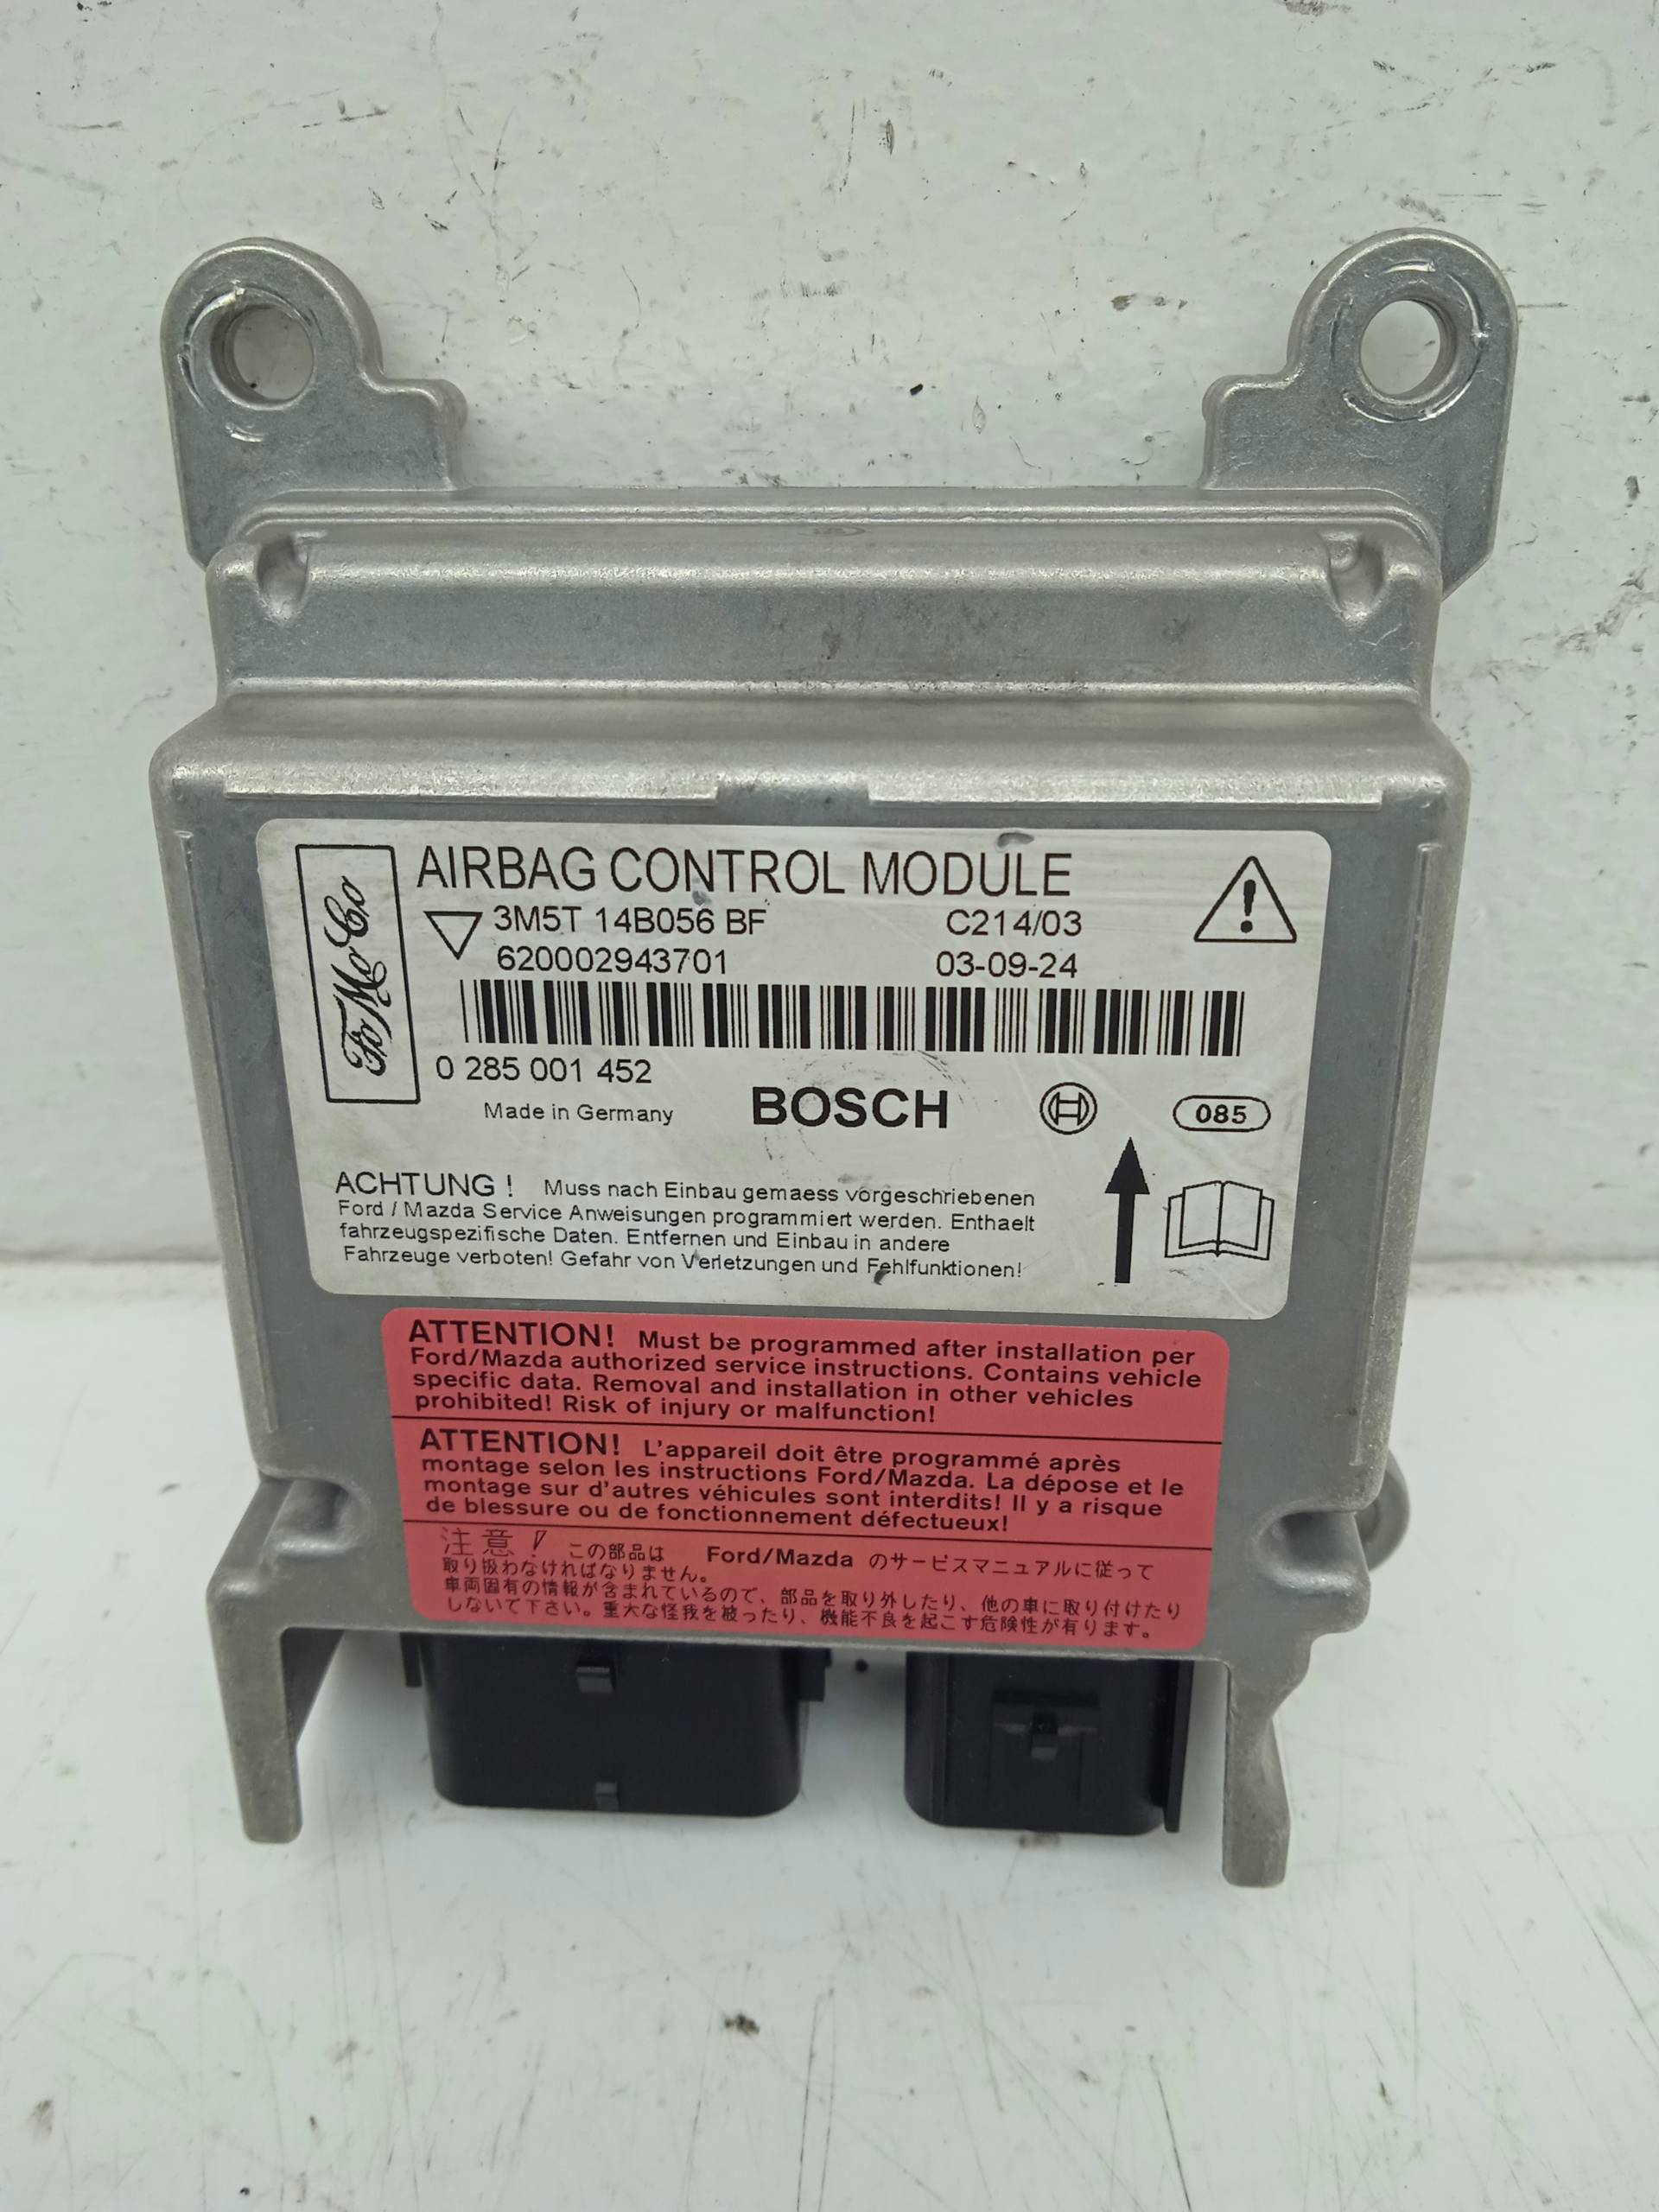 FoMoCo
AIRBAG CONTROL MODULE
3M5T 14B056 BF C214/03
620002943701 03-09-24
0 285 001 452
Made in Germany BOSCH 085
ACHTUNG ! Muss nach Einbau gemaess vorgeschriebenen
Ford / Mazda Service Anweisungen programmiert werden. Enthaelt
fahrzeugspezifische Daten. Entfernen und Einbau in andere
Fahrzeuge verboten! Gefahr von Verletzungen und Fehlfunktionen!
ATTENTION! Must be programmed after installation per
Ford/Mazda authorized service instructions. Contains vehicle
specific data. Removal and installation in other vehicles
prohibited! Risk of injury or malfunction!
ATTENTION! L'appareil doit être programmé après
montage selon les instructions Ford/Mazda. La dépose et le
montage sur d'autres véhicules sont interdits! Il y a risque
de blessure ou de fonctionnement défectueux!
注意! この部品は Ford/Mazda のサービスマニュアルに従って
取り扱わなければなりません。
車両固有の情報が含まれているので、部品を取り外したり、他の車に取り付けたり
しないで下さい。重大な怪我を被ったり、機能不良を起こす危険性が有ります。